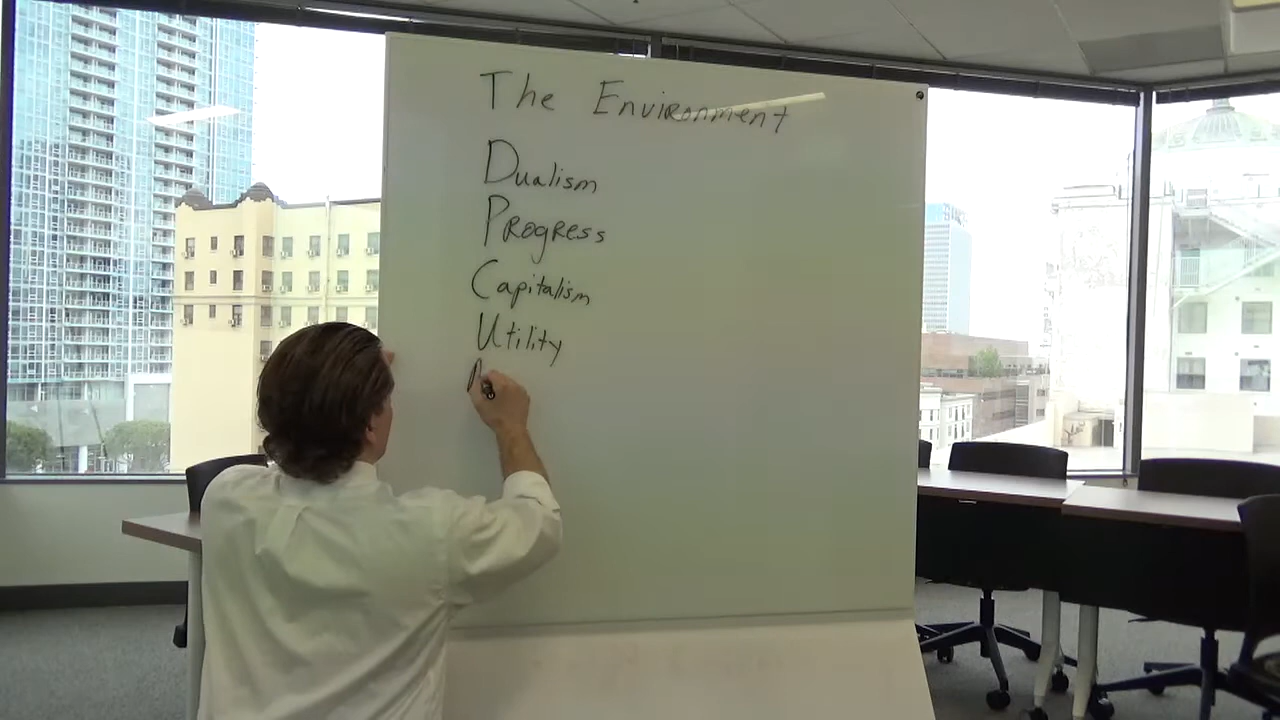 The Environment
Dualism
Progress
Capitalism
Utility